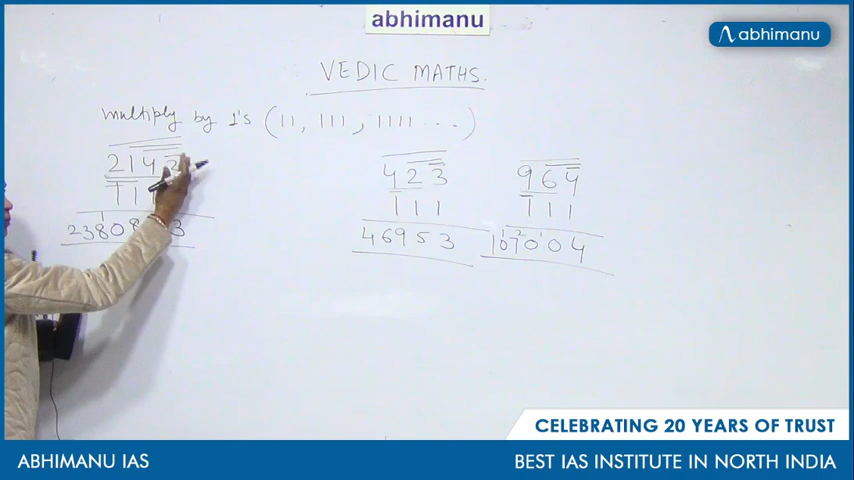 abhimanu
abhimanu
VEDIC MATHS.
multiply by 1's (11, 111, 1111 ...)
2143
423
964
111
111
46953
107004
CELEBRATING 20 YEARS OF TRUST
ABHIMANU IAS
BEST IAS INSTITUTE IN NORTH INDIA